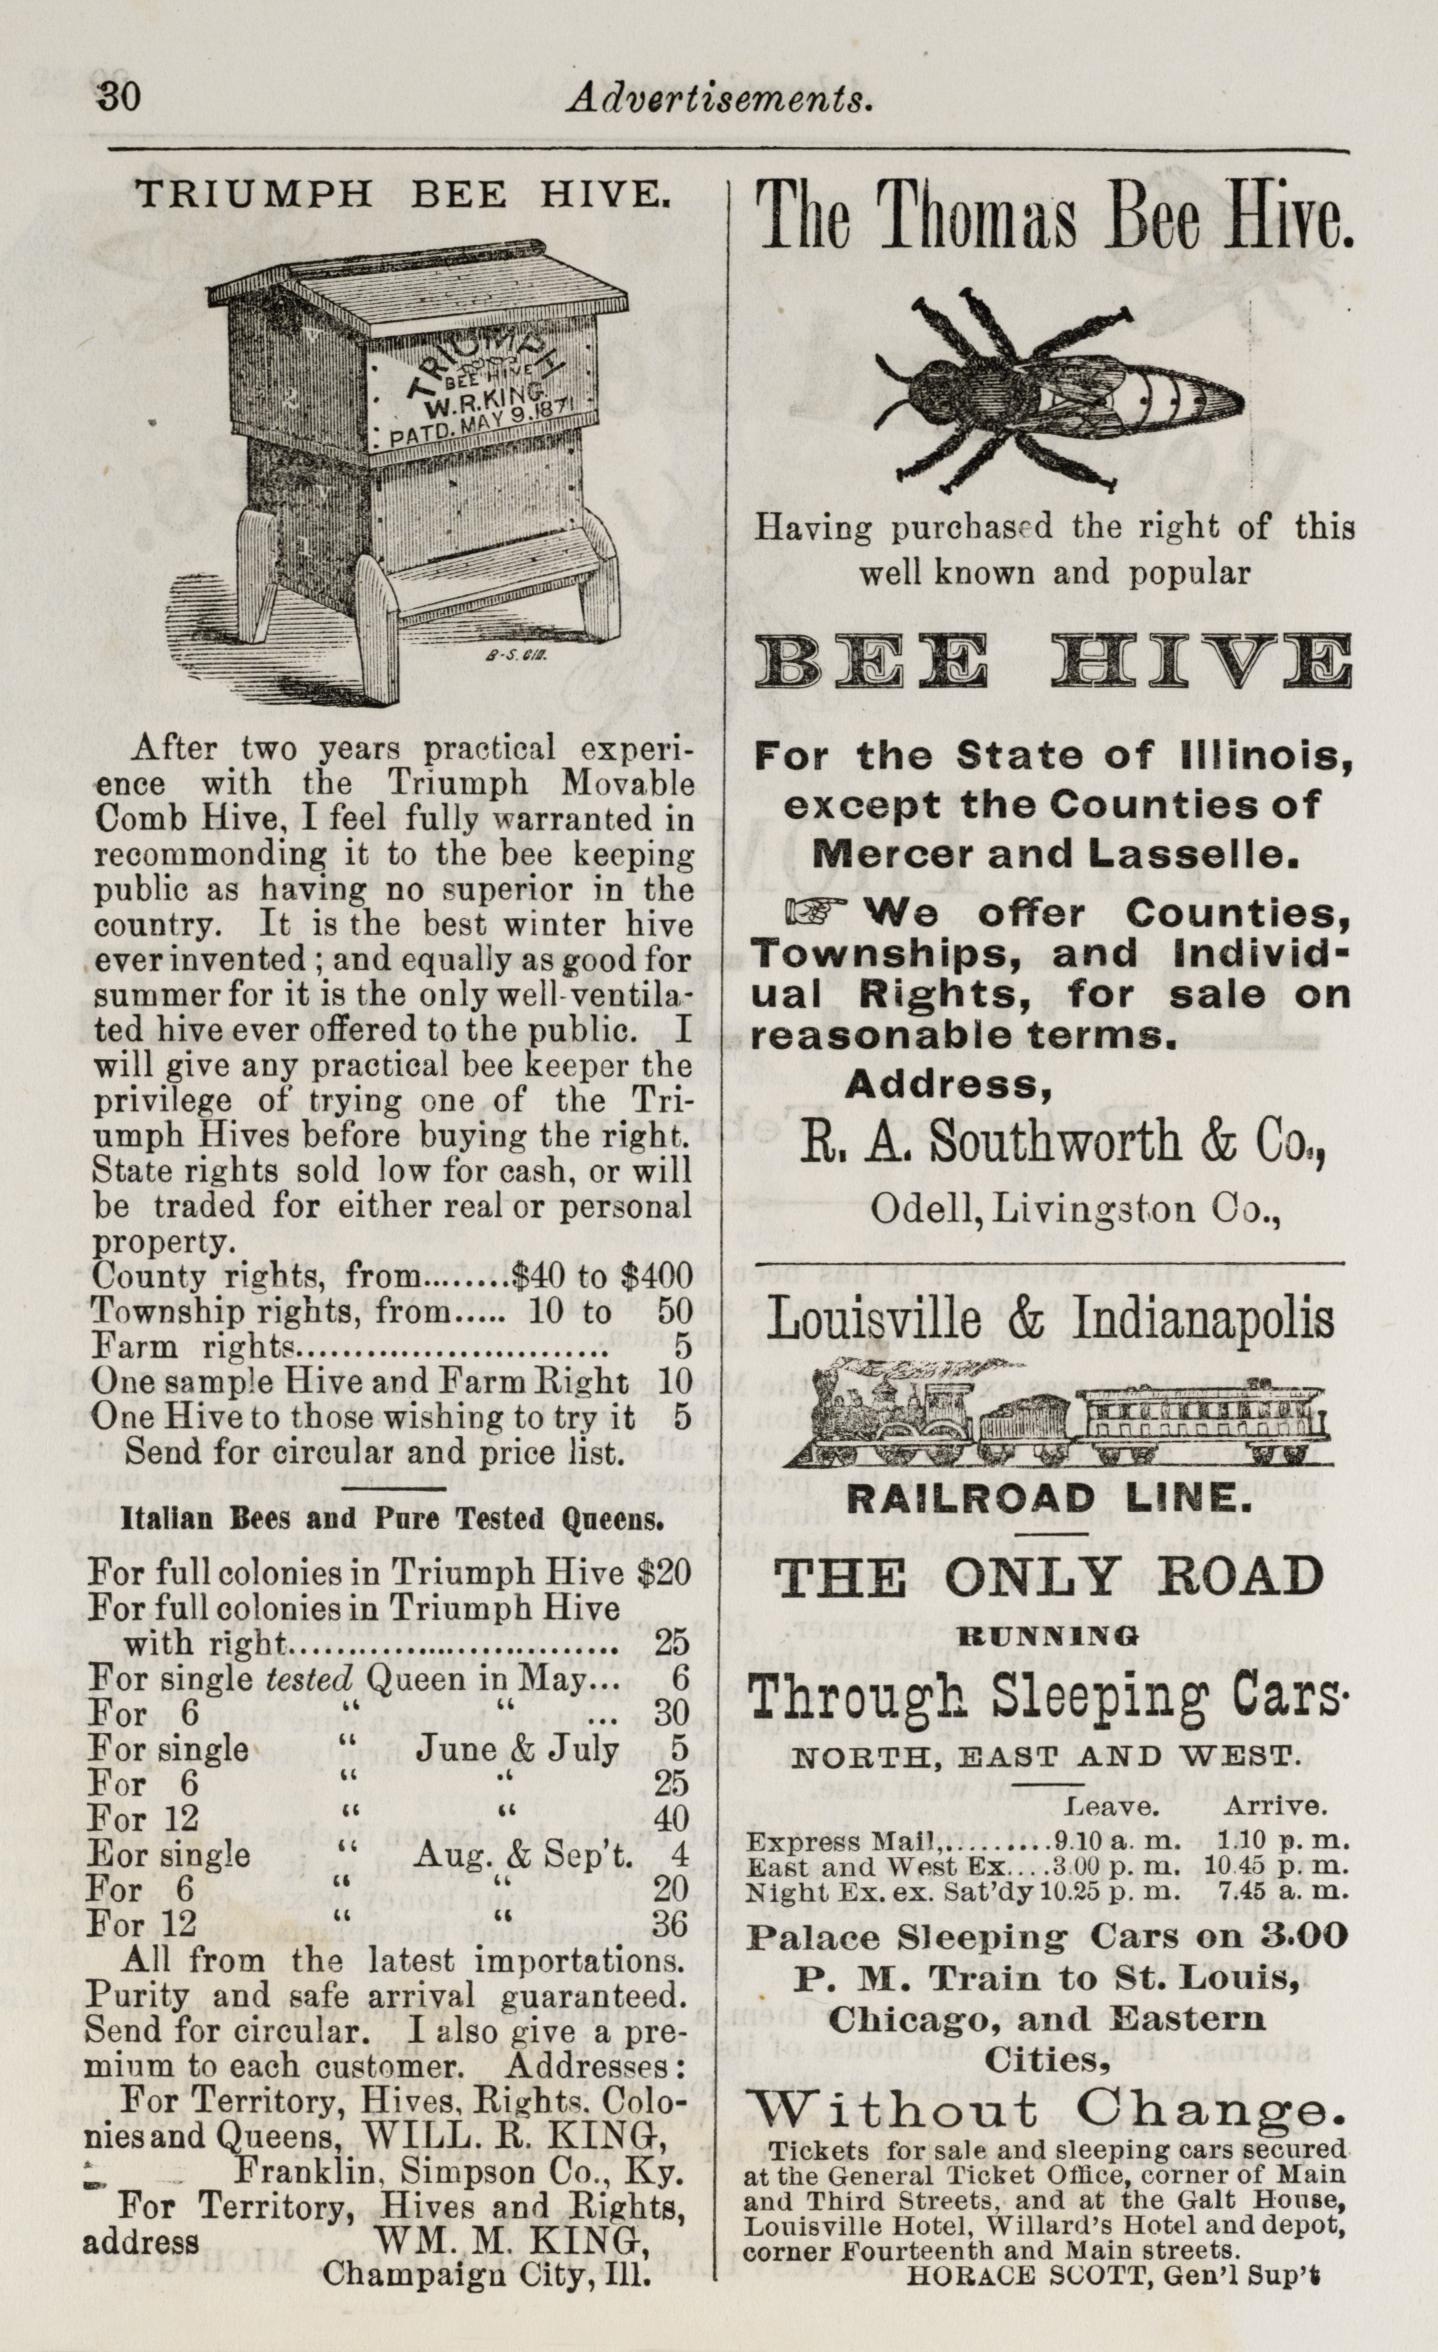 30
Advertisements.
TRIUMPH BEE HIVE.
TRIUMPH
BEE HIVE
W.R.KING
PATD. MAY 9.1871
2
1
B-S. CIN.
After two years practical experi-
ence with the Triumph Movable
Comb Hive, I feel fully warranted in
recommonding it to the bee keeping
public as having no superior in the
country. It is the best winter hive
ever invented ; and equally as good for
summer for it is the only well-ventila-
ted hive ever offered to the public. I
will give any practical bee keeper the
privilege of trying one of the Tri-
umph Hives before buying the right.
State rights sold low for cash, or will
be traded for either real or personal
property.
County rights, from........$40 to $400
Township rights, from..... 10 to 50
Farm rights.......................... 5
One sample Hive and Farm Right 10
One Hive to those wishing to try it 5
Send for circular and price list.
Italian Bees and Pure Tested Queens.
For full colonies in Triumph Hive $20
For full colonies in Triumph Hive
with right.............................. 25
For single tested Queen in May... 6
For 6 “ “ ... 30
For single “ June & July 5
For 6 “ “ 25
For 12 “ “ 40
Eor single “ Aug. & Sep't. 4
For 6 “ “ 20
For 12 “ “ 36
All from the latest importations.
Purity and safe arrival guaranteed.
Send for circular. I also give a pre-
mium to each customer. Addresses :
For Territory, Hives, Rights. Colo-
nies and Queens, WILL. R. KING,
Franklin, Simpson Co., Ky.
For Territory, Hives and Rights,
address WM. M. KING,
Champaign City, Ill.
The Thomas Bee Hive.
Having purchased the right of this
well known and popular
BEE HIVE
For the State of Illinois,
except the Counties of
Mercer and Lasselle.
☞ We offer Counties,
Townships, and Individ-
ual Rights, for sale on
reasonable terms.
Address,
R. A. Southworth & Co.,
Odell, Livingston Co.,
Louisville & Indianapolis
RAILROAD LINE.
THE ONLY ROAD
RUNNING
Through Sleeping Cars.
NORTH, EAST AND WEST.
Leave. Arrive.
Express Mail,..........9.10 a. m. 1.10 p. m.
East and West Ex....3.00 p. m. 10.45 p. m.
Night Ex. ex. Sat'dy 10.25 p. m. 7.45 a. m.
Palace Sleeping Cars on 3.00
P. M. Train to St. Louis,
Chicago, and Eastern
Cities,
Without Change.
Tickets for sale and sleeping cars secured
at the General Ticket Office, corner of Main
and Third Streets, and at the Galt House,
Louisville Hotel, Willard's Hotel and depot,
corner Fourteenth and Main streets.
HORACE SCOTT, Gen'l Sup't